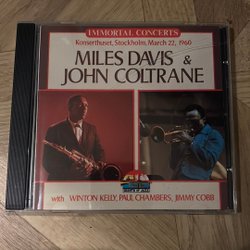 IMMORTAL CONCERTS
Konserthuset, Stockholm, March 22, 1960
MILES DAVIS &
JOHN COLTRANE
with WINTON KELLY, PAUL CHAMBERS, JIMMY COBB